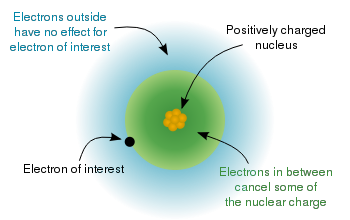 Electrons outside
have no effect for
electron of interest
Positively charged
nucleus
Electron of interest
Electrons in between
cancel some of
the nuclear charge